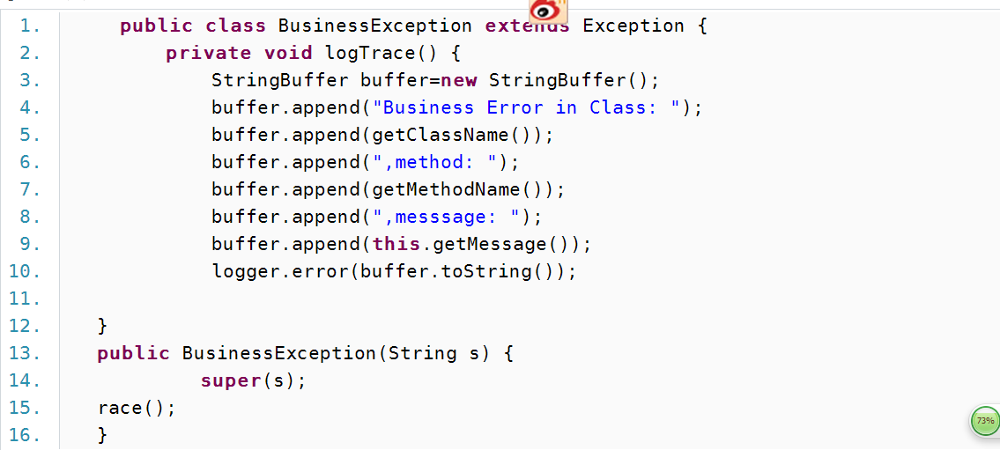 1. public class BusinessException extends Exception {
2. private void logTrace() {
3. StringBuffer buffer=new StringBuffer();
4. buffer.append("Business Error in Class: ");
5. buffer.append(getClassName());
6. buffer.append(",method: ");
7. buffer.append(getMethodName());
8. buffer.append(",messsage: ");
9. buffer.append(this.getMessage());
10. logger.error(buffer.toString());
11.
12. }
13. public BusinessException(String s) {
14. super(s);
15. race();
16. }
73%